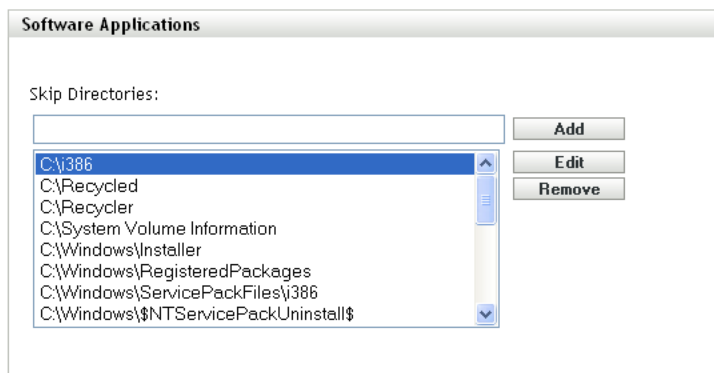 Software Applications
Skip Directories:
Add
C:\i386
Edit
C:\Recycled
Remove
C:\Recycler
C:\System Volume Information
C:\Windows\Installer
C:\Windows\RegisteredPackages
C:\Windows\ServicePackFiles\i386
C:\Windows\$NTServicePackUninstall$